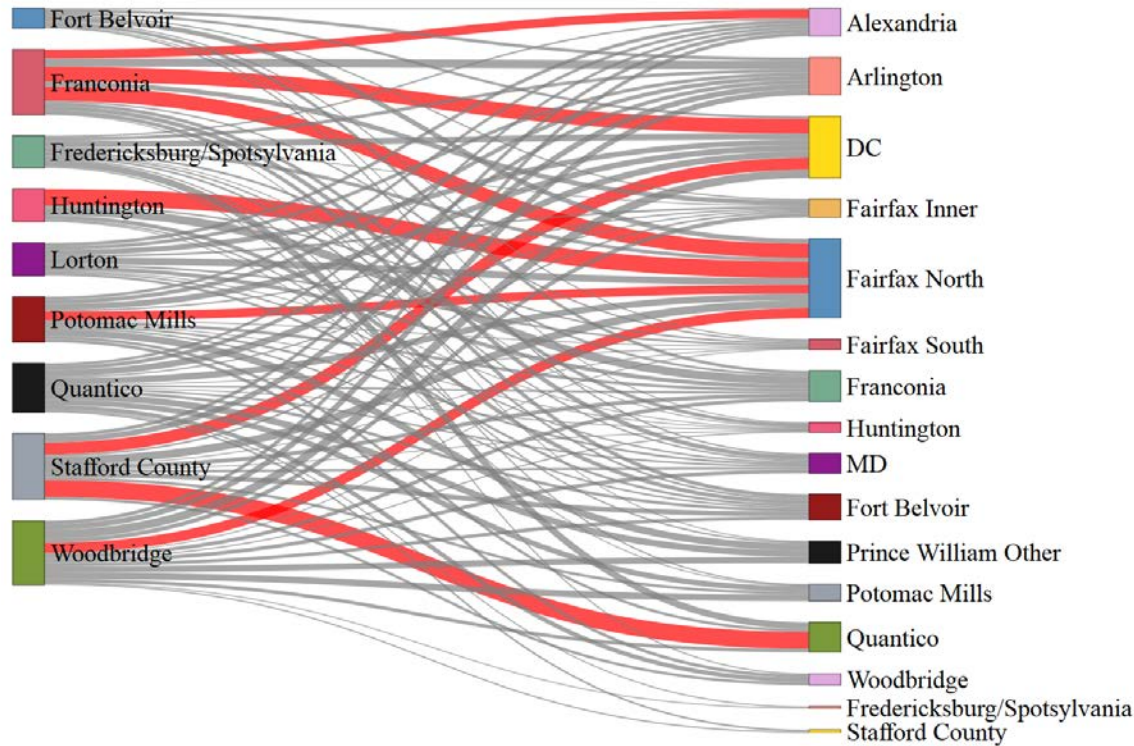 Fort Belvoir
Franconia
Fredericksburg/Spotsylvania
Huntington
Lorton
Potomac Mills
Quantico
Stafford County
Woodbridge
Alexandria
Arlington
DC
Fairfax Inner
Fairfax North
Fairfax South
Franconia
Huntington
MD
Fort Belvoir
Prince William Other
Potomac Mills
Quantico
Woodbridge
Fredericksburg/Spotsylvania
Stafford County